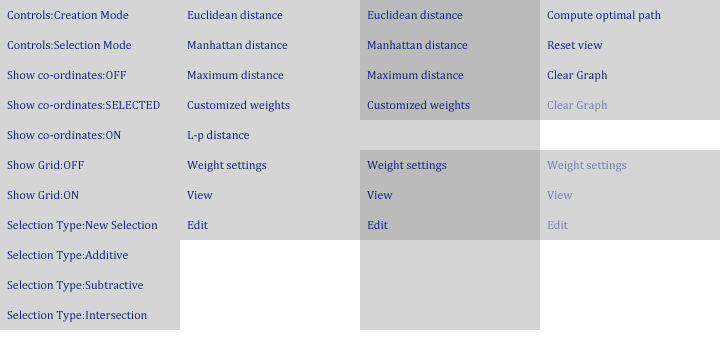 Controls:Creation Mode
Controls:Selection Mode
Show co-ordinates:OFF
Show co-ordinates:SELECTED
Show co-ordinates:ON
Show Grid:OFF
Show Grid:ON
Selection Type:New Selection
Selection Type:Additive
Selection Type:Subtractive
Selection Type:Intersection
Euclidean distance
Manhattan distance
Maximum distance
Customized weights
L-p distance
Weight settings
View
Edit
Euclidean distance
Manhattan distance
Maximum distance
Customized weights
Weight settings
View
Edit
Compute optimal path
Reset view
Clear Graph
Clear Graph
Weight settings
View
Edit